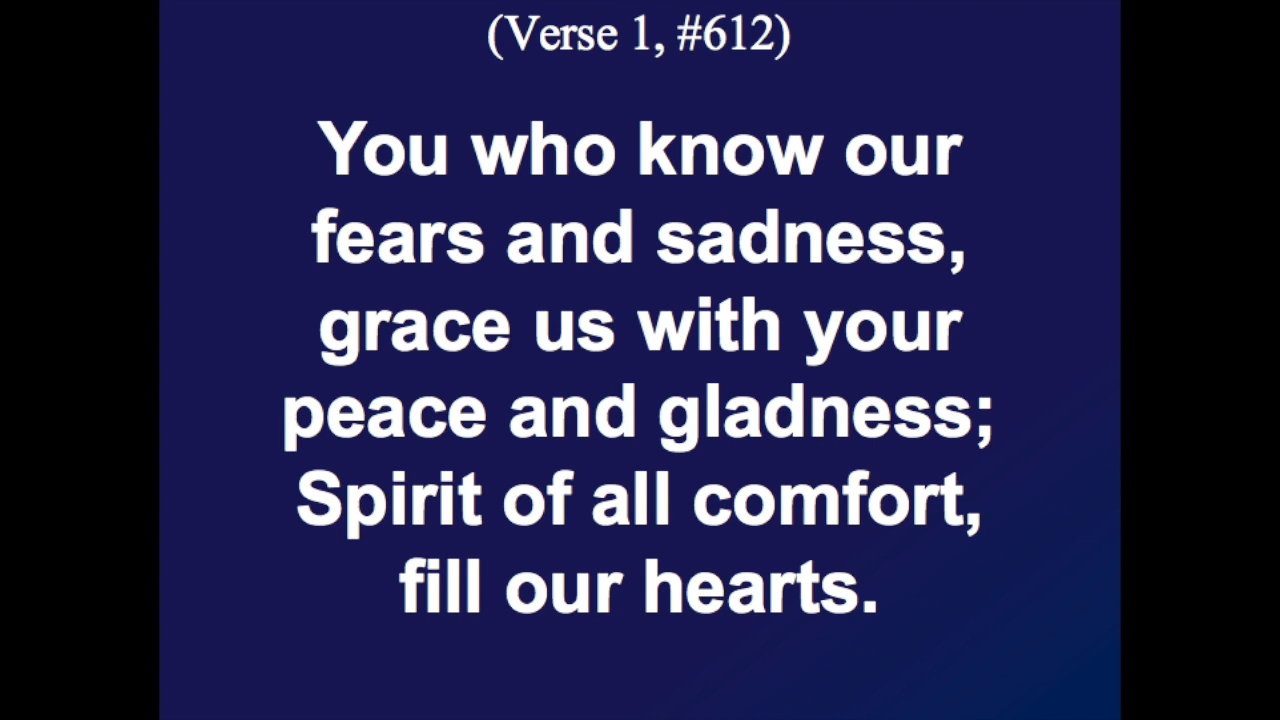 (Verse 1, #612)
You who know our
fears and sadness,
grace us with your
peace and gladness;
Spirit of all comfort,
fill our hearts.